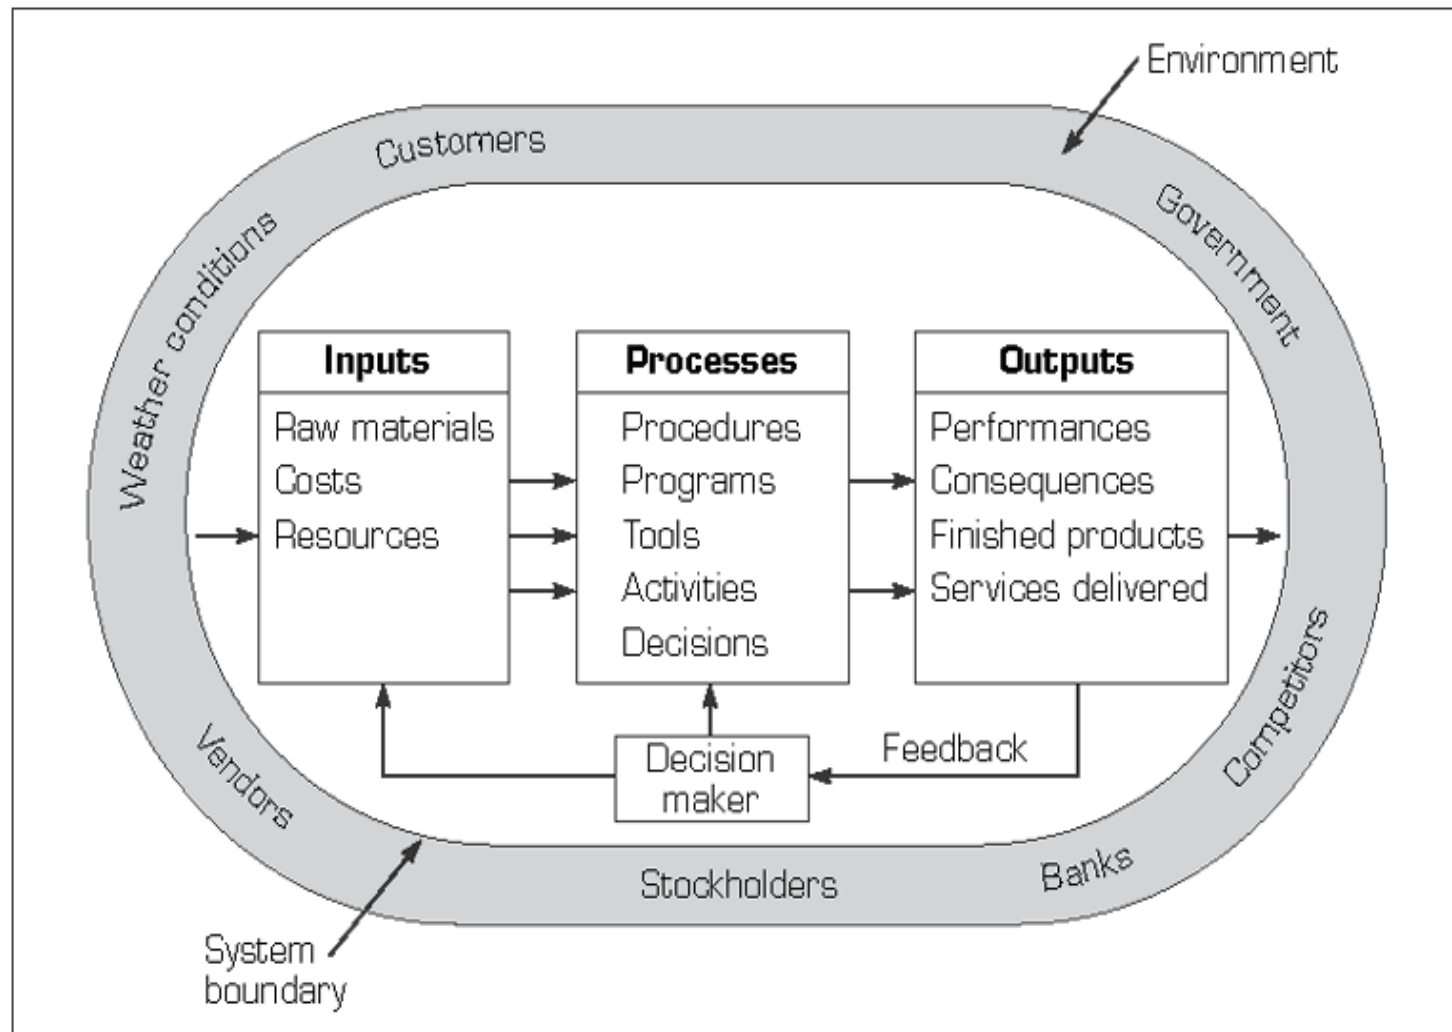 Environment
Customers
Government
Weather conditions
Inputs
Raw materials
Costs
Resources
Processes
Procedures
Programs
Tools
Activities
Decisions
Outputs
Performances
Consequences
Finished products
Services delivered
Feedback
Decision
maker
Competitors
Vendors
Banks
Stockholders
System
boundary